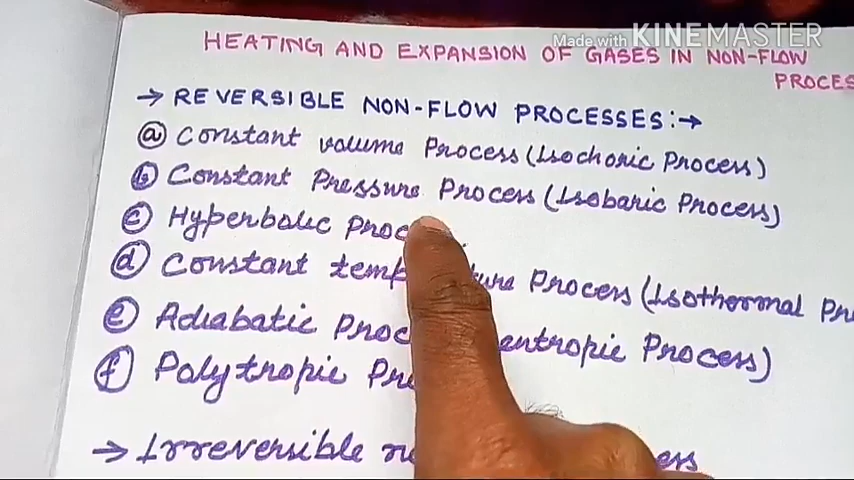 Made with KINEMASTER
HEATING AND EXPANSION OF GASES IN NON-FLOW
PROCES
→ REVERSIBLE NON-FLOW PROCESSES:→
(a) Constant volume Process (Isochoric Process)
(b) Constant Pressure Process (Isobaric Process)
(c) Hyperbolic Proc
(d) Constant temp ture Process (Isothermal Pr
(e) Adiabatic Proc entropic Process)
(f) Polytropic Pr
→ Irreversible n ess